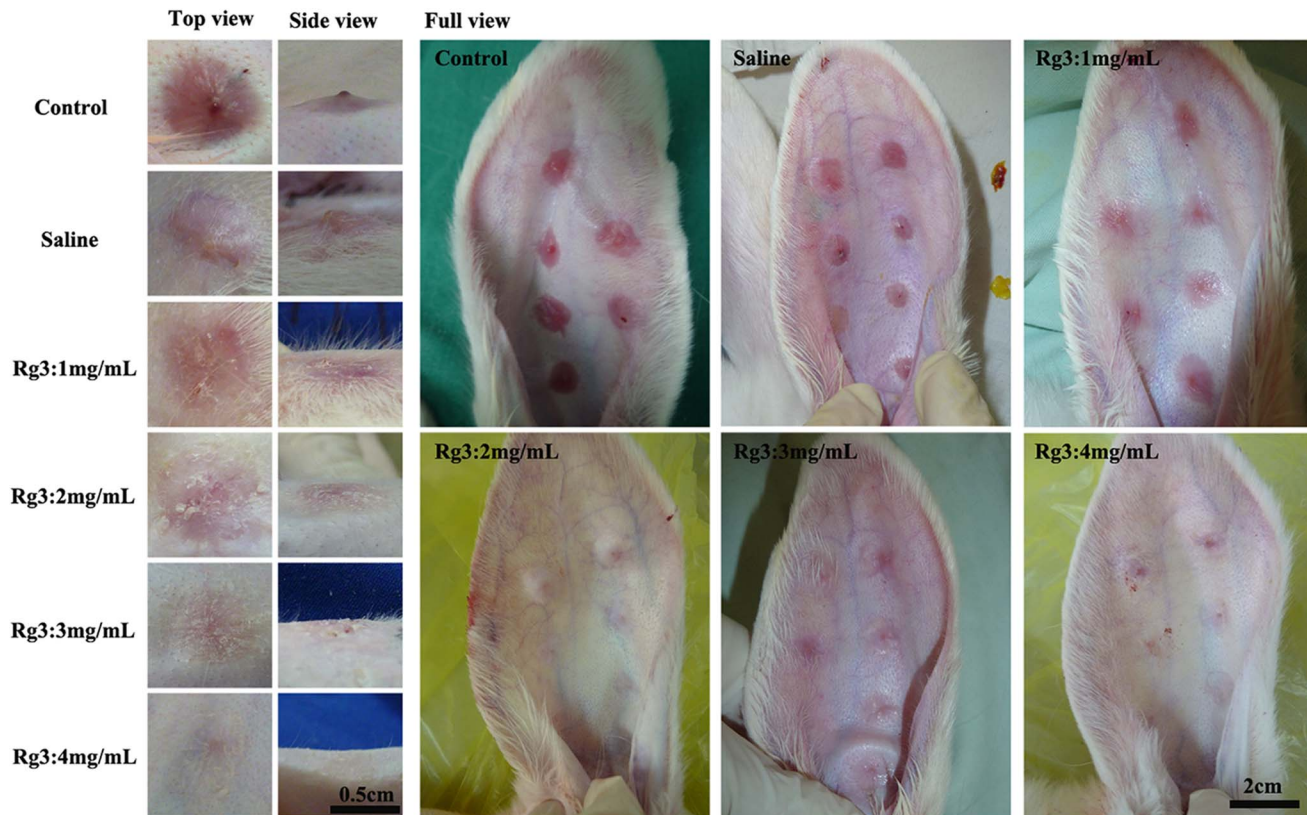 Top view Side view Full view
Control
Saline
Rg3:1mg/mL
Rg3:2mg/mL
Rg3:3mg/mL
Rg3:4mg/mL
Control Saline Rg3:1mg/mL
Rg3:2mg/mL Rg3:3mg/mL Rg3:4mg/mL
0.5cm 2cm